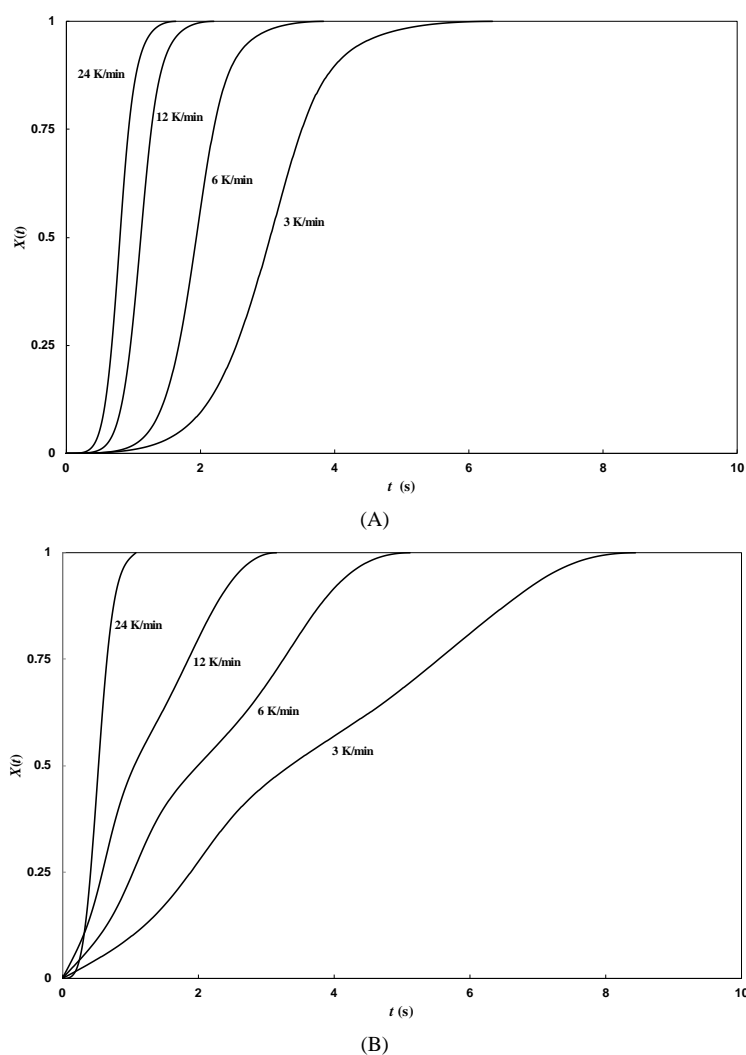 1
24 K/min
12 K/min
0.75
6 K/min
3 K/min
X(t)
0.5
0.25
0
0 2 4 6 8 10
t (s)
(A)
1
24 K/min
0.75
12 K/min
6 K/min
3 K/min
X(t)
0.5
0.25
0
0 2 4 6 8 10
t (s)
(B)